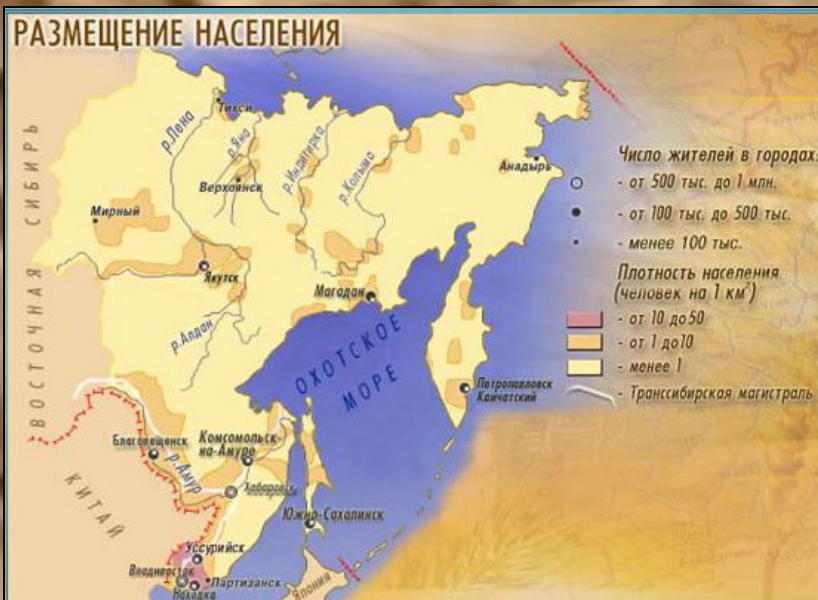 РАЗМЕЩЕНИЕ НАСЕЛЕНИЯ
ВОСТОЧНАЯ СИБИРЬ
КИТАЙ
ЯПОНИЯ
ОХОТСКОЕ
МОРЕ
р.Лена
р.Яна
р.Индигирка
р.Колыма
р.Алдан
р.Амур
Тикси
Верхоянск
Анадырь
Мирный
Якутск
Магадан
Петропавловск
Камчатский
Благовещенск
Комсомольск
-на-Амуре
Хабаровск
Южно-Сахалинск
Уссурийск
Владивосток
Партизанск
Находка
Число жителей в городах:
- от 500 тыс. до 1 млн.
- от 100 тыс. до 500 тыс.
- менее 100 тыс.
Плотность населения
(человек на 1 км²)
- от 10 до 50
- от 1 до 10
- менее 1
- Транссибирская магистраль